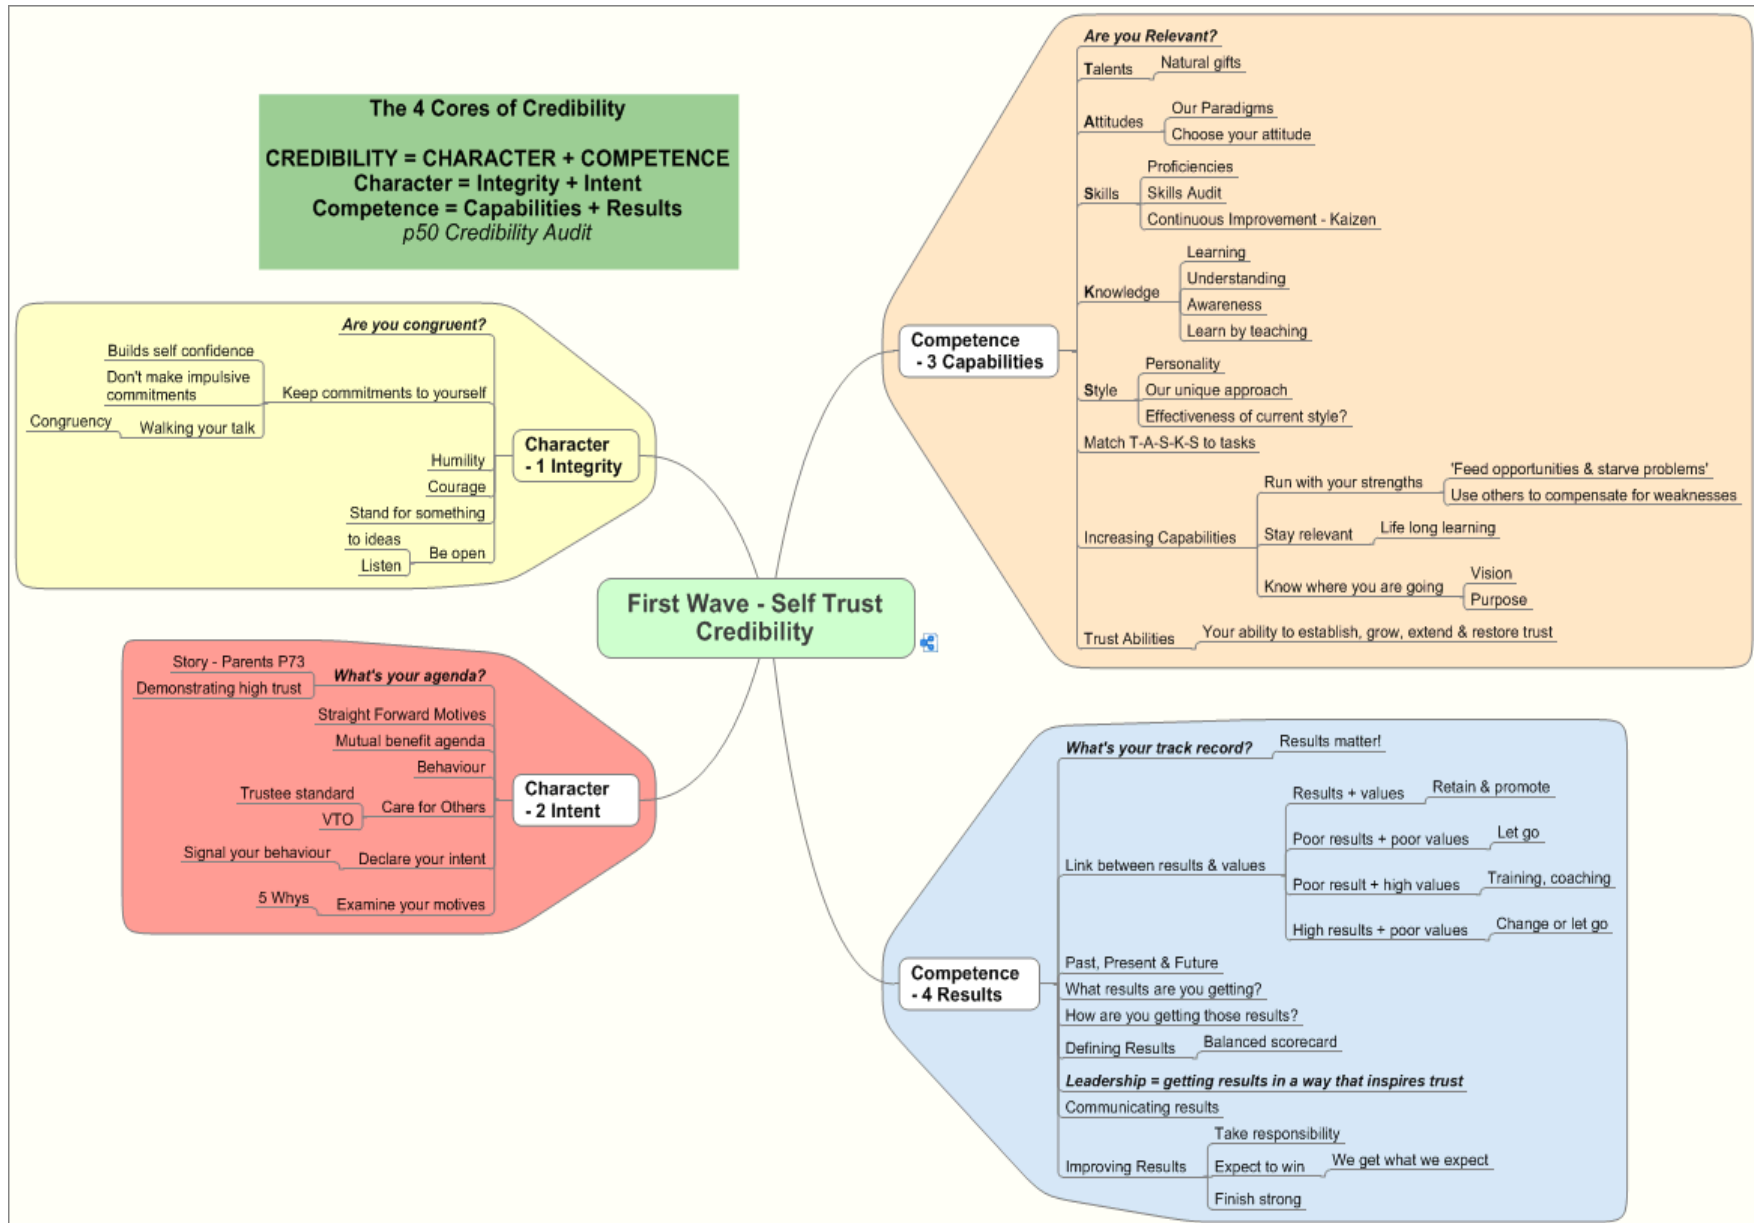 The 4 Cores of Credibility
CREDIBILITY = CHARACTER + COMPETENCE
Character = Integrity + Intent
Competence = Capabilities + Results
p50 Credibility Audit
First Wave - Self Trust
Credibility
Character
- 1 Integrity
Are you congruent?
Keep commitments to yourself
Builds self confidence
Don't make impulsive
commitments
Walking your talk
Congruency
Humility
Courage
Stand for something
Be open
to ideas
Listen
Character
- 2 Intent
What's your agenda?
Story - Parents P73
Demonstrating high trust
Straight Forward Motives
Mutual benefit agenda
Behaviour
Care for Others
Trustee standard
VTO
Declare your intent
Signal your behaviour
Examine your motives
5 Whys
Competence
- 3 Capabilities
Are you Relevant?
Talents
Natural gifts
Attitudes
Our Paradigms
Choose your attitude
Skills
Proficiencies
Skills Audit
Continuous Improvement - Kaizen
Knowledge
Learning
Understanding
Awareness
Learn by teaching
Style
Personality
Our unique approach
Effectiveness of current style?
Match T-A-S-K-S to tasks
Increasing Capabilities
Run with your strengths
'Feed opportunities & starve problems'
Use others to compensate for weaknesses
Stay relevant
Life long learning
Know where you are going
Vision
Purpose
Trust Abilities
Your ability to establish, grow, extend & restore trust
Competence
- 4 Results
What's your track record?
Results matter!
Link between results & values
Results + values
Retain & promote
Poor results + poor values
Let go
Poor result + high values
Training, coaching
High results + poor values
Change or let go
Past, Present & Future
What results are you getting?
How are you getting those results?
Defining Results
Balanced scorecard
Leadership = getting results in a way that inspires trust
Communicating results
Improving Results
Take responsibility
Expect to win
We get what we expect
Finish strong